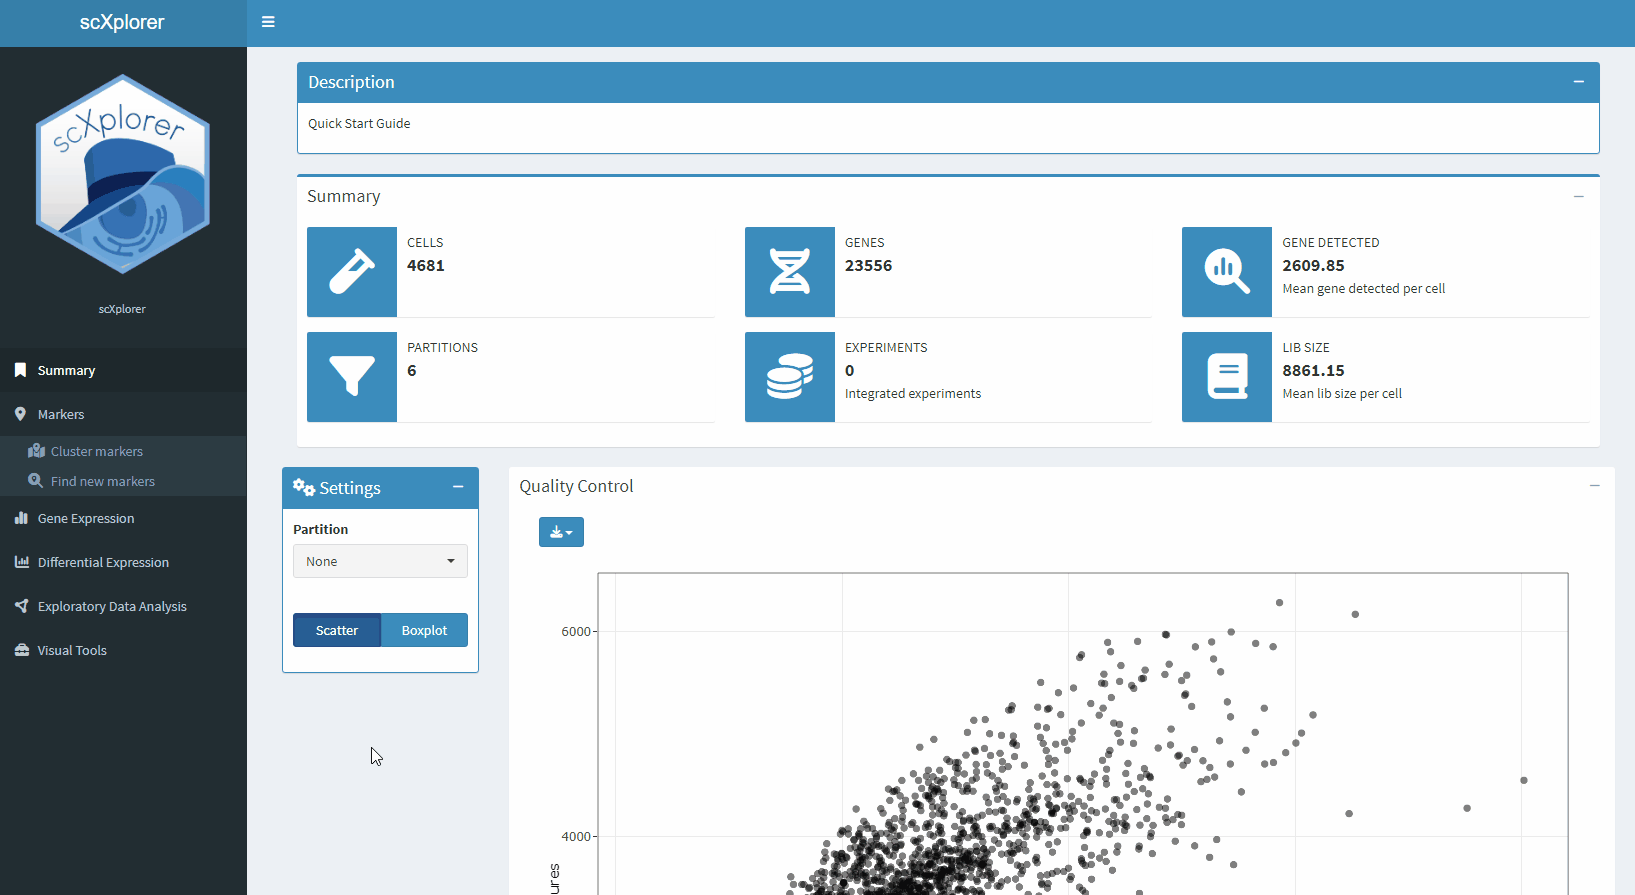 scXplorer
scXplorer
scXplorer
Summary
Markers
Cluster markers
Find new markers
Gene Expression
Differential Expression
Exploratory Data Analysis
Visual Tools
Description
Quick Start Guide
Summary
CELLS
4681
GENES
23556
GENE DETECTED
2609.85
Mean gene detected per cell
PARTITIONS
6
EXPERIMENTS
0
Integrated experiments
LIB SIZE
8861.15
Mean lib size per cell
Settings
Partition
None
Scatter Boxplot
Quality Control
6000
4000